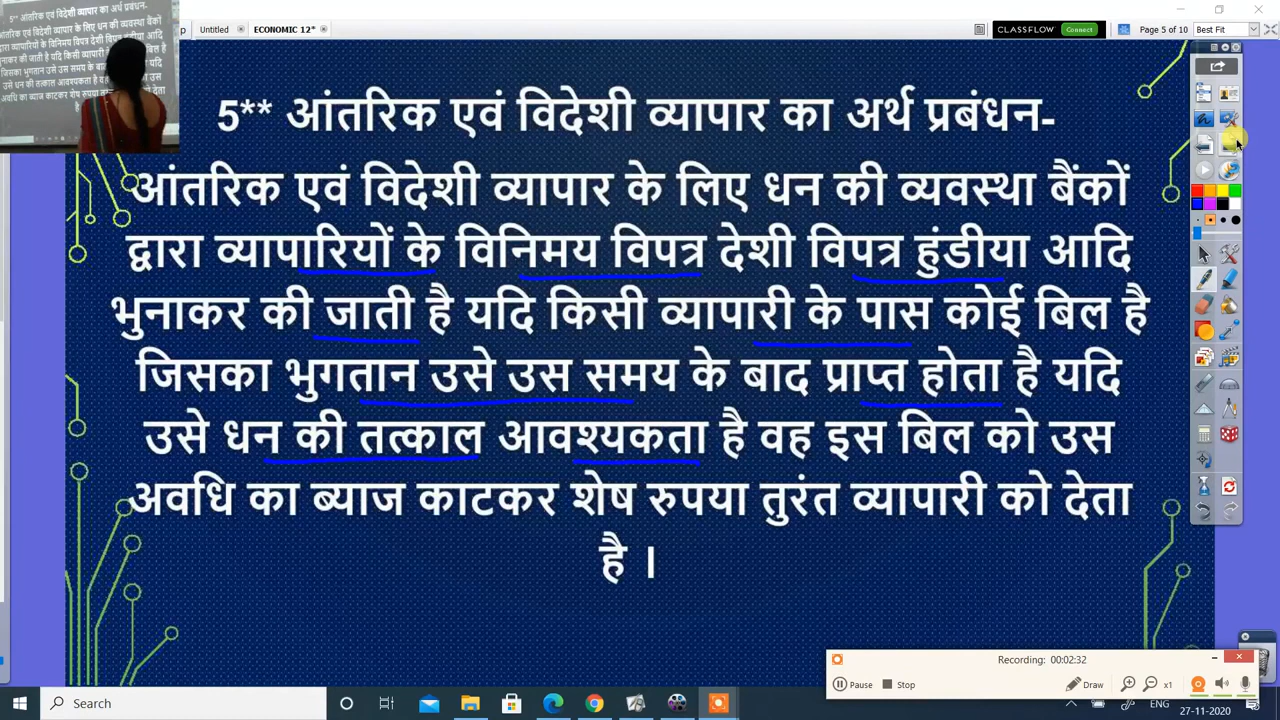 Untitled
ECONOMIC 12*
CLASSFLOW
Connect
Page 5 of 10
Best Fit
5** आंतरिक एवं विदेशी व्यापार का अर्थ प्रबंधन-
आंतरिक एवं विदेशी व्यापार के लिए धन की व्यवस्था बैंकों
द्वारा व्यापारियों के विनिमय विपत्र देशी विपत्र हुंडीया आदि
भुनाकर की जाती है यदि किसी व्यापारी के पास कोई बिल है
जिसका भुगतान उसे उस समय के बाद प्राप्त होता है यदि
उसे धन की तत्काल आवश्यकता है वह इस बिल को उस
अवधि का ब्याज काटकर शेष रुपया तुरंत व्यापारी को देता
है ।
Recording: 00:02:32
Pause
Stop
Draw
x1
Search
ENG
10:09
27-11-2020